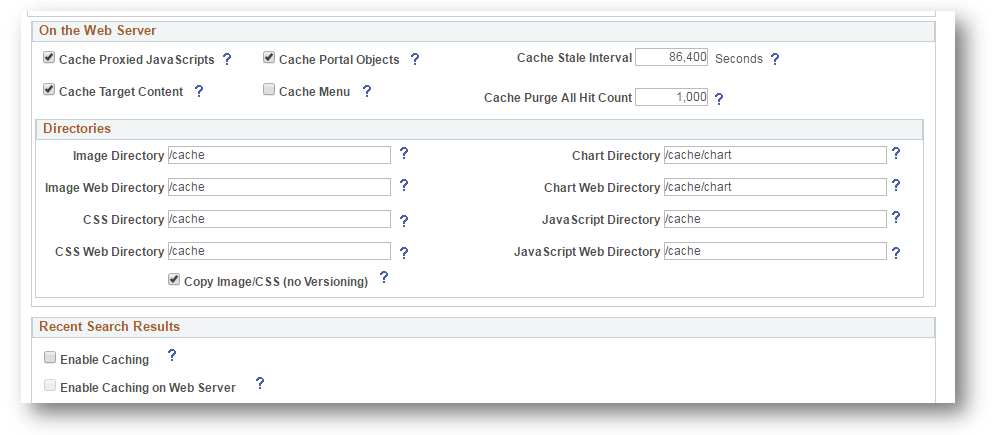 On the Web Server
Cache Proxied JavaScripts ? Cache Portal Objects ? Cache Stale Interval 86,400 Seconds ?
Cache Target Content ? Cache Menu ? Cache Purge All Hit Count 1,000 ?
Directories
Image Directory /cache ? Chart Directory /cache/chart ?
Image Web Directory /cache ? Chart Web Directory /cache/chart ?
CSS Directory /cache ? JavaScript Directory /cache ?
CSS Web Directory /cache ? JavaScript Web Directory /cache ?
Copy Image/CSS (no Versioning) ?
Recent Search Results
Enable Caching ?
Enable Caching on Web Server ?